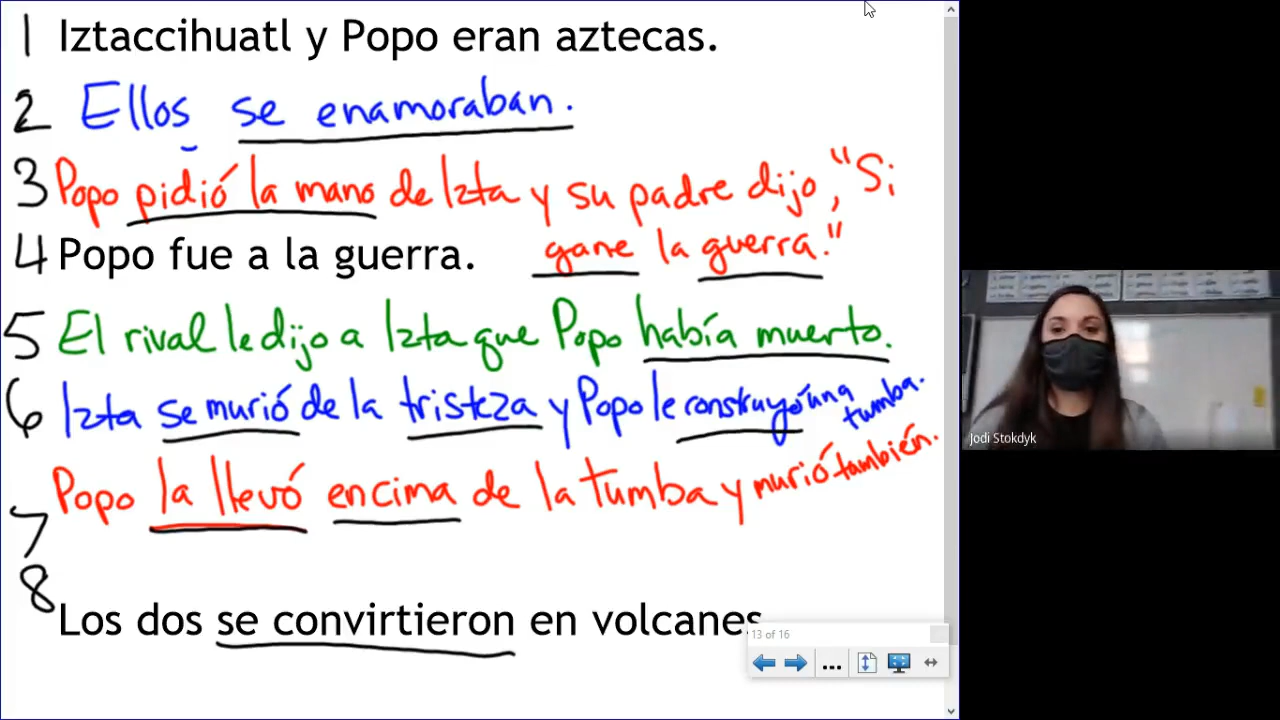 1 Iztaccihuatl y Popo eran aztecas.
2 Ellos se enamoraban.
3 Popo pidió la mano de Izta y su padre dijo, "Si
gane la guerra."
4 Popo fue a la guerra.
5 El rival le dijo a Izta que Popo había muerto.
6 Izta se murió de la tristeza y Popo le construyó una
tumba.
7 Popo la llevó encima de la tumba y murió también.
8 Los dos se convirtieron en volcanes
13 of 16
...
Jodi Stokdyk